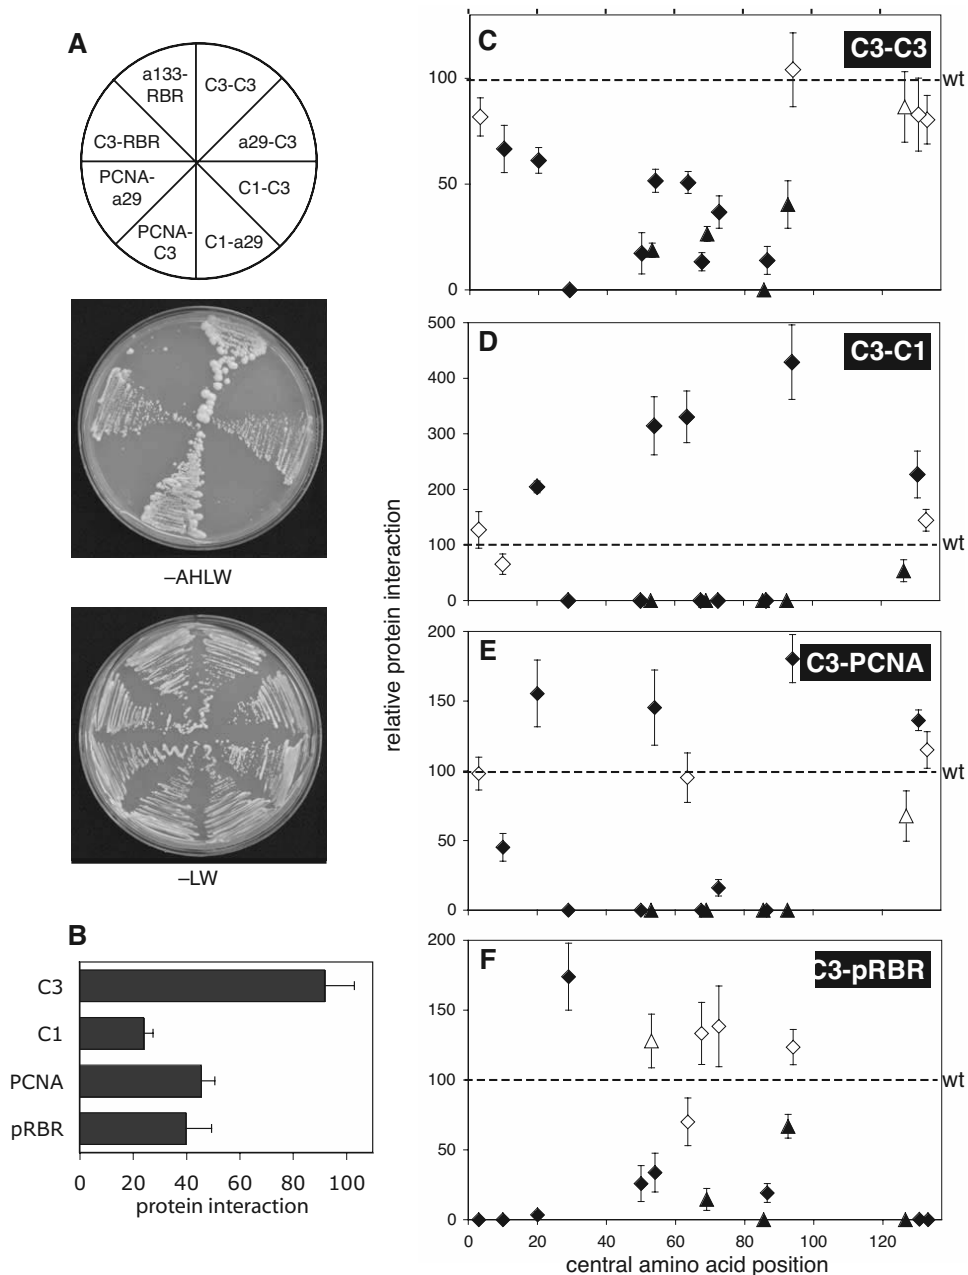 A
a133-
RBR
C3-C3
C3-RBR
a29-C3
PCNA-
a29
C1-C3
PCNA-
C3
C1-a29
–AHLW
–LW
B
C3
C1
PCNA
pRBR
0 20 40 60 80 100
protein interaction
relative protein interaction
C
C3-C3
100
50
0
wt
D
C3-C1
500
400
300
200
100
0
wt
E
C3-PCNA
200
150
100
50
0
wt
F
C3-pRBR
200
150
100
50
0
wt
0 20 40 60 80 100 120
central amino acid position